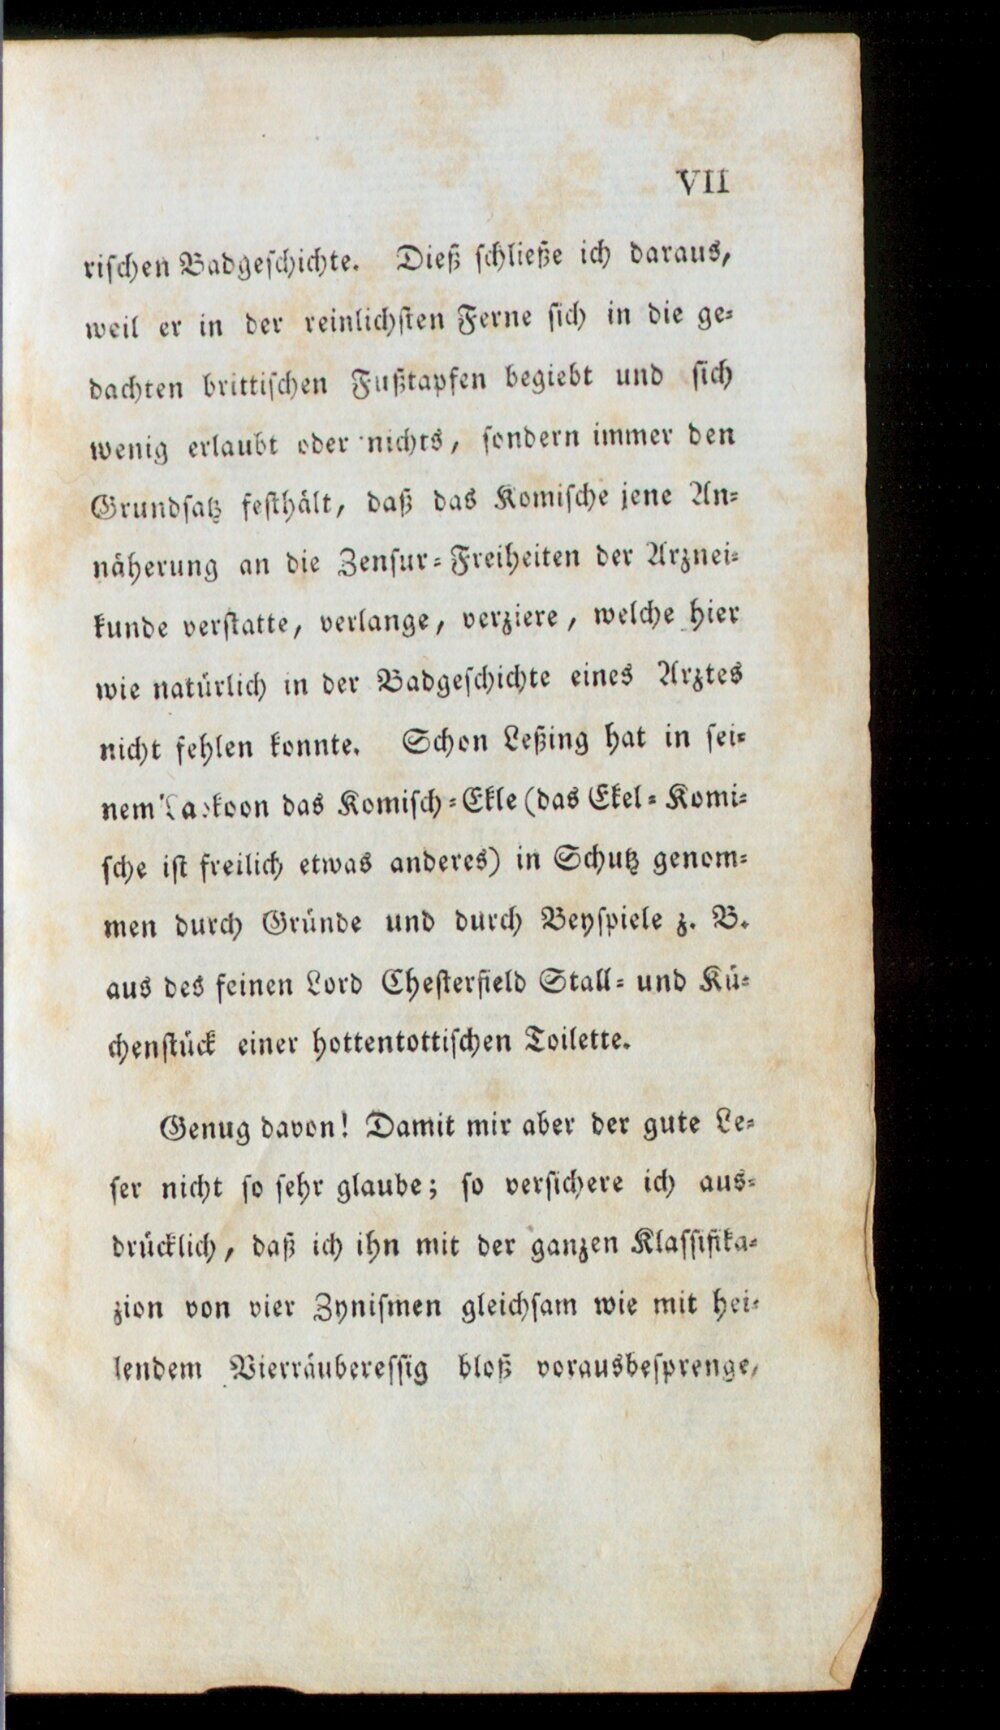 VII
rischen Badgeschichte. Dieß schließe ich daraus,
weil er in der reinlichsten Ferne sich in die ge-
dachten brittischen Fußtapfen begiebt und sich
wenig erlaubt oder nichts, sondern immer den
Grundsatz festhält, daß das Komische jene An-
näherung an die Zensur-Freiheiten der Arznei-
kunde verstatte, verlange, verziere, welche hier
wie natürlich in der Badgeschichte eines Arztes
nicht fehlen konnte. Schon Leßing hat in sei-
nem Laokoon das Komisch-Ekle (das Ekel-Komi-
sche ist freilich etwas anderes) in Schutz genom-
men durch Gründe und durch Beyspiele z. B.
aus des feinen Lord Chesterfield Stall- und Kü-
chenstück einer hottentottischen Toilette.
Genug davon! Damit mir aber der gute Le-
ser nicht so sehr glaube; so versichere ich aus-
drücklich, daß ich ihn mit der ganzen Klassifika-
zion von vier Zynismen gleichsam wie mit hei-
lendem Vierräuberessig bloß vorausbesprenge,